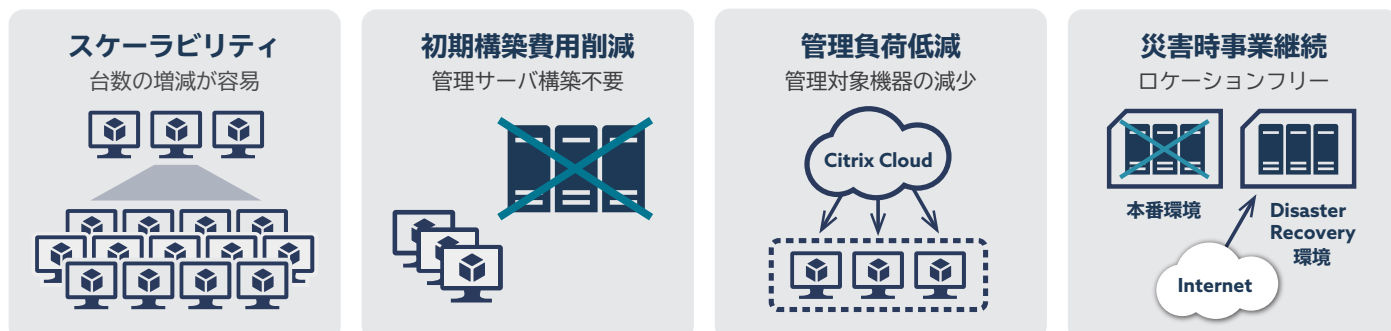 スケーラビリティ
台数の増減が容易
初期構築費用削減
管理サーバ構築不要
管理負荷低減
管理対象機器の減少
Citrix Cloud
災害時事業継続
ロケーションフリー
本番環境
Disaster
Recovery
環境
Internet